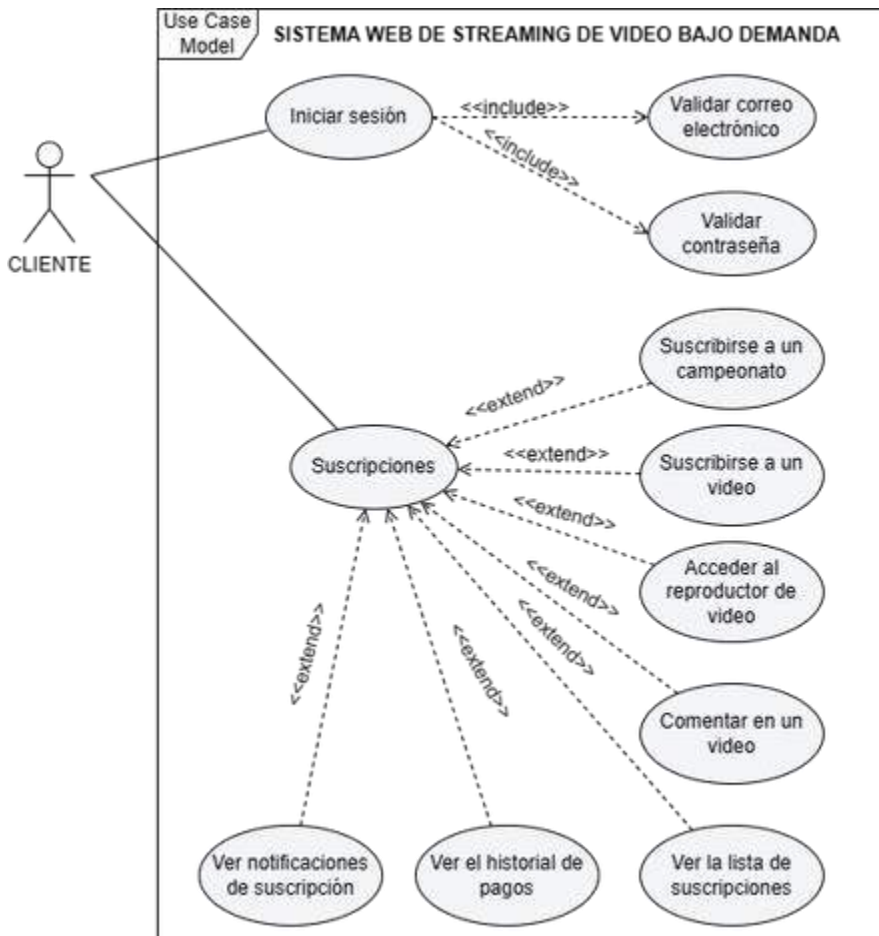 Use Case
Model
SISTEMA WEB DE STREAMING DE VIDEO BAJO DEMANDA
Iniciar sesión
<<include>>
Validar correo
electrónico
<<include>>
Validar
contraseña
CLIENTE
Suscribirse a un
campeonato
<<extend>>
Suscripciones
<<extend>>
Suscribirse a un
video
<<extend>>
Acceder al
reproductor de
video
<<extend>>
<<extend>>
<<extend>>
<<extend>>
Comentar en un
video
Ver notificaciones
de suscripción
Ver el historial de
pagos
Ver la lista de
suscripciones